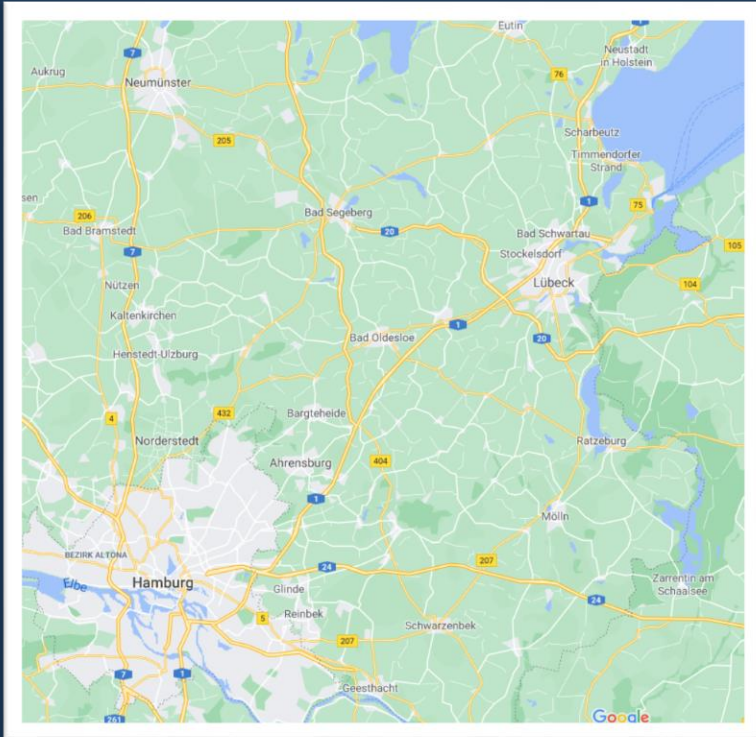 Eutin
7
1
Neustadt
in Holstein
Aukrug
76
Neumünster
Scharbeutz
205
Timmendorfer
Strand
sen
1
75
206
Bad Segeberg
Bad Bramstedt
20
Bad Schwartau
105
7
Stockelsdorf
Lübeck
104
Nützen
Kaltenkirchen
1
20
Bad Oldesloe
Henstedt-Ulzburg
4
432
Bargteheide
Norderstedt
Ratzeburg
Ahrensburg
404
1
Mölln
BEZIRK ALTONA
207
24
Elbe
Hamburg
Zarrentin am
Schaalsee
Glinde
24
Reinbek
5
Schwarzenbek
207
7
1
Geesthacht
261
Google